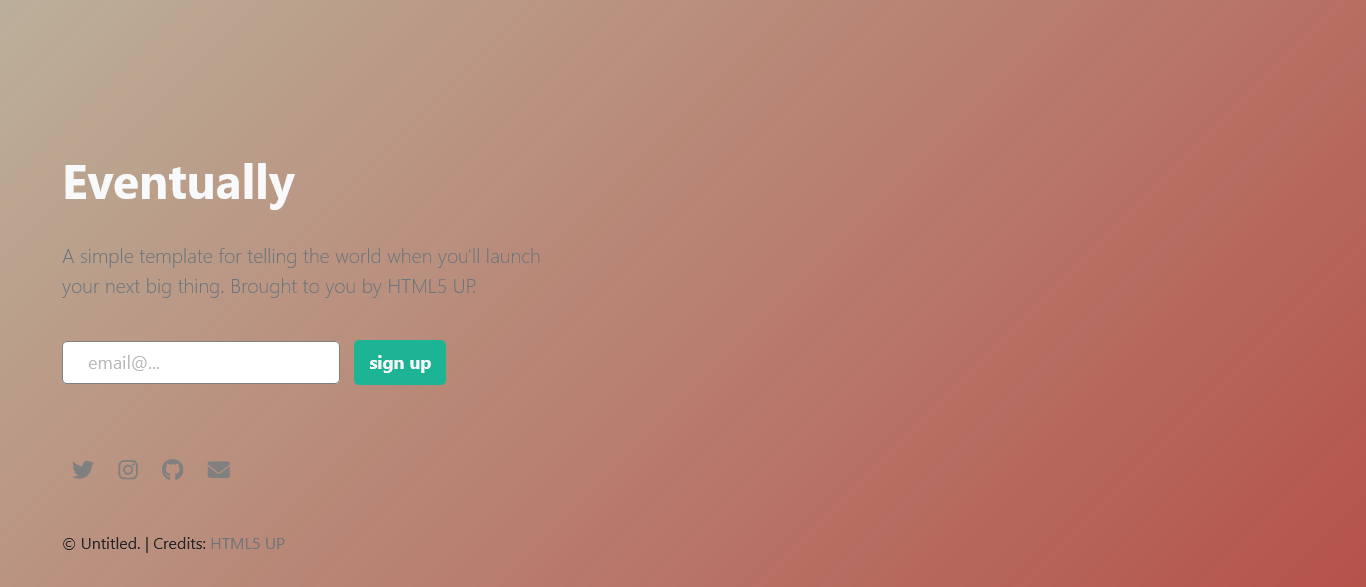 Eventually
A simple template for telling the world when you'll launch
your next big thing. Brought to you by HTML5 UP.
email@...
sign up
© Untitled. | Credits: HTML5 UP